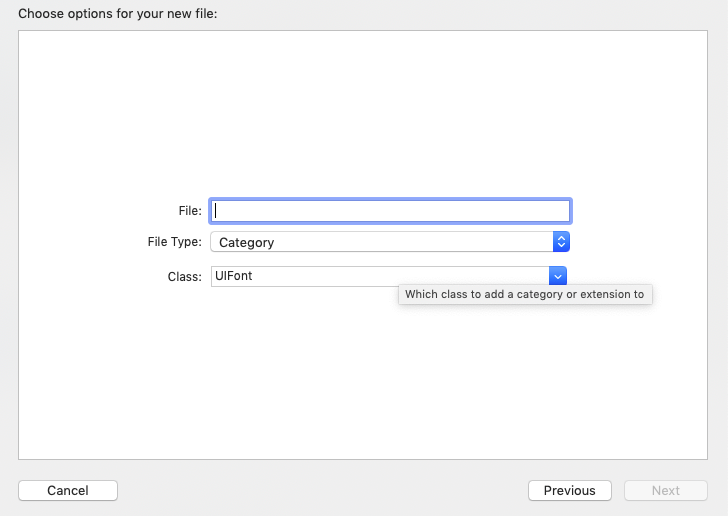 Choose options for your new file:
File:
File Type: Category
Class: UIFont
Which class to add a category or extension to
Cancel Previous Next